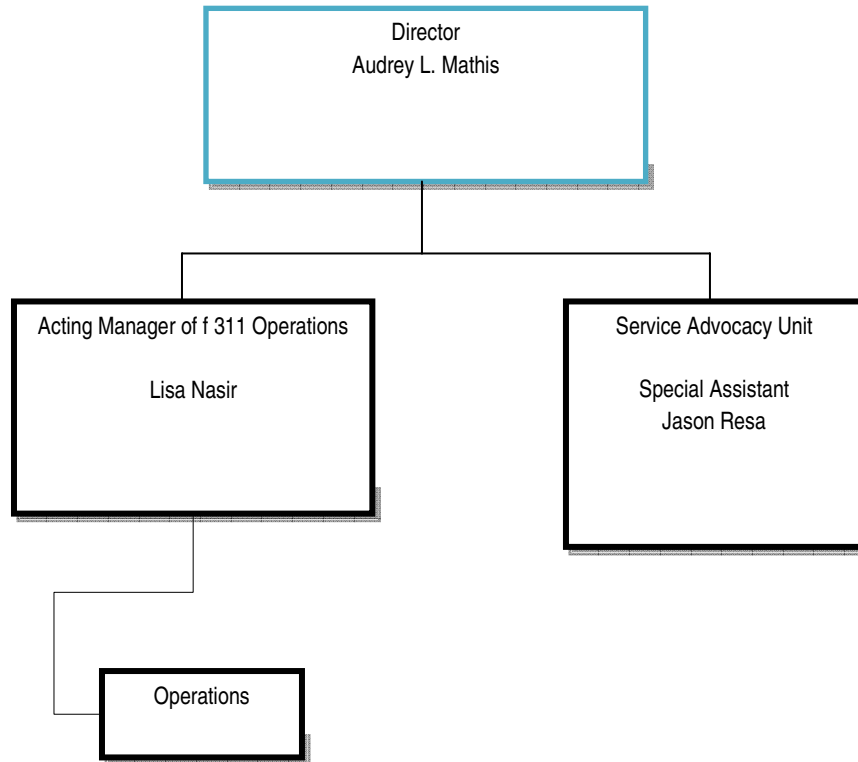 Director
Audrey L. Mathis
Acting Manager of f 311 Operations
Lisa Nasir
Service Advocacy Unit
Special Assistant
Jason Resa
Operations